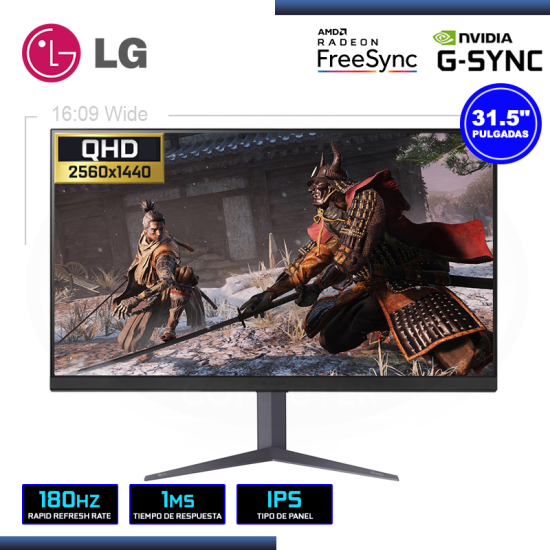 LG
AMD
RADEON
FreeSync
NVIDIA
G-SYNC
16:09 Wide
31.5"
PULGADAS
QHD
2560x1440
180HZ
RAPID REFRESH RATE
1MS
TIEMPO DE RESPUESTA
IPS
TIPO DE PANEL